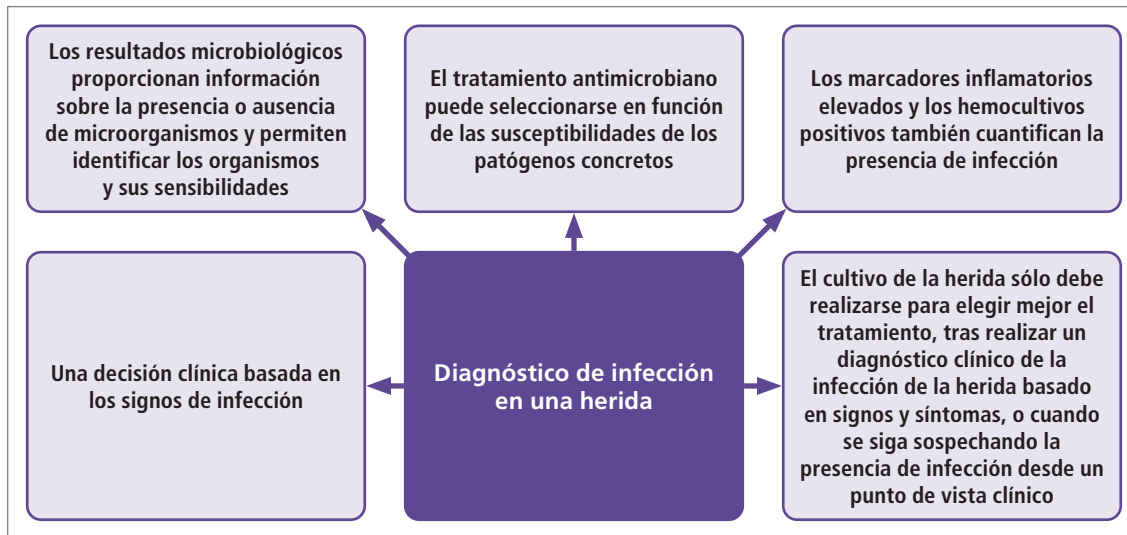 Los resultados microbiológicos
proporcionan información
sobre la presencia o ausencia
de microorganismos y permiten
identificar los organismos
y sus sensibilidades
El tratamiento antimicrobiano
puede seleccionarse en función
de las susceptibilidades de los
patógenos concretos
Los marcadores inflamatorios
elevados y los hemocultivos
positivos también cuantifican la
presencia de infección
Una decisión clínica basada en
los signos de infección
Diagnóstico de infección
en una herida
El cultivo de la herida sólo debe
realizarse para elegir mejor el
tratamiento, tras realizar un
diagnóstico clínico de la
infección de la herida basado
en signos y síntomas, o cuando
se siga sospechando la
presencia de infección desde un
punto de vista clínico